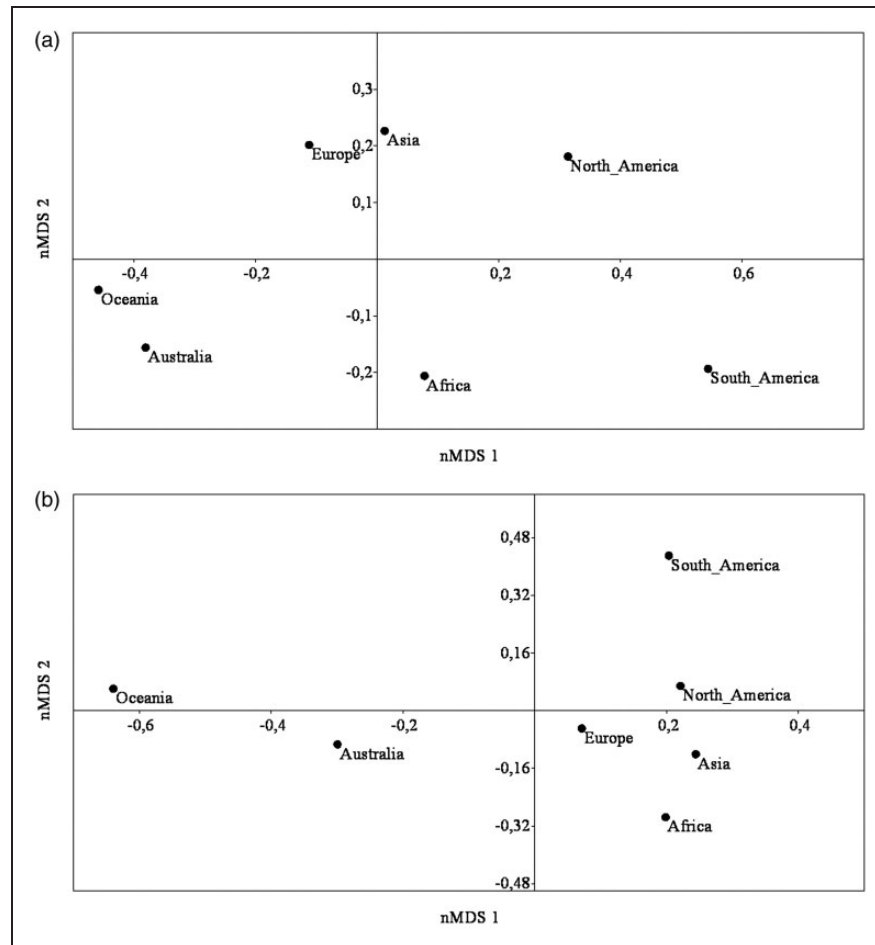 (a)
0,3
Asia
Europe 0,2
North_America
0,1
nMDS 2
-0,4 -0,2 0,2 0,4 0,6
Oceania
-0,1
Australia
-0,2
Africa South_America
nMDS 1
(b)
0,48
South_America
0,32
0,16
nMDS 2
Oceania North_America
-0,6 -0,4 -0,2 0,2 0,4
Europe
Australia
-0,16 Asia
-0,32 Africa
-0,48
nMDS 1